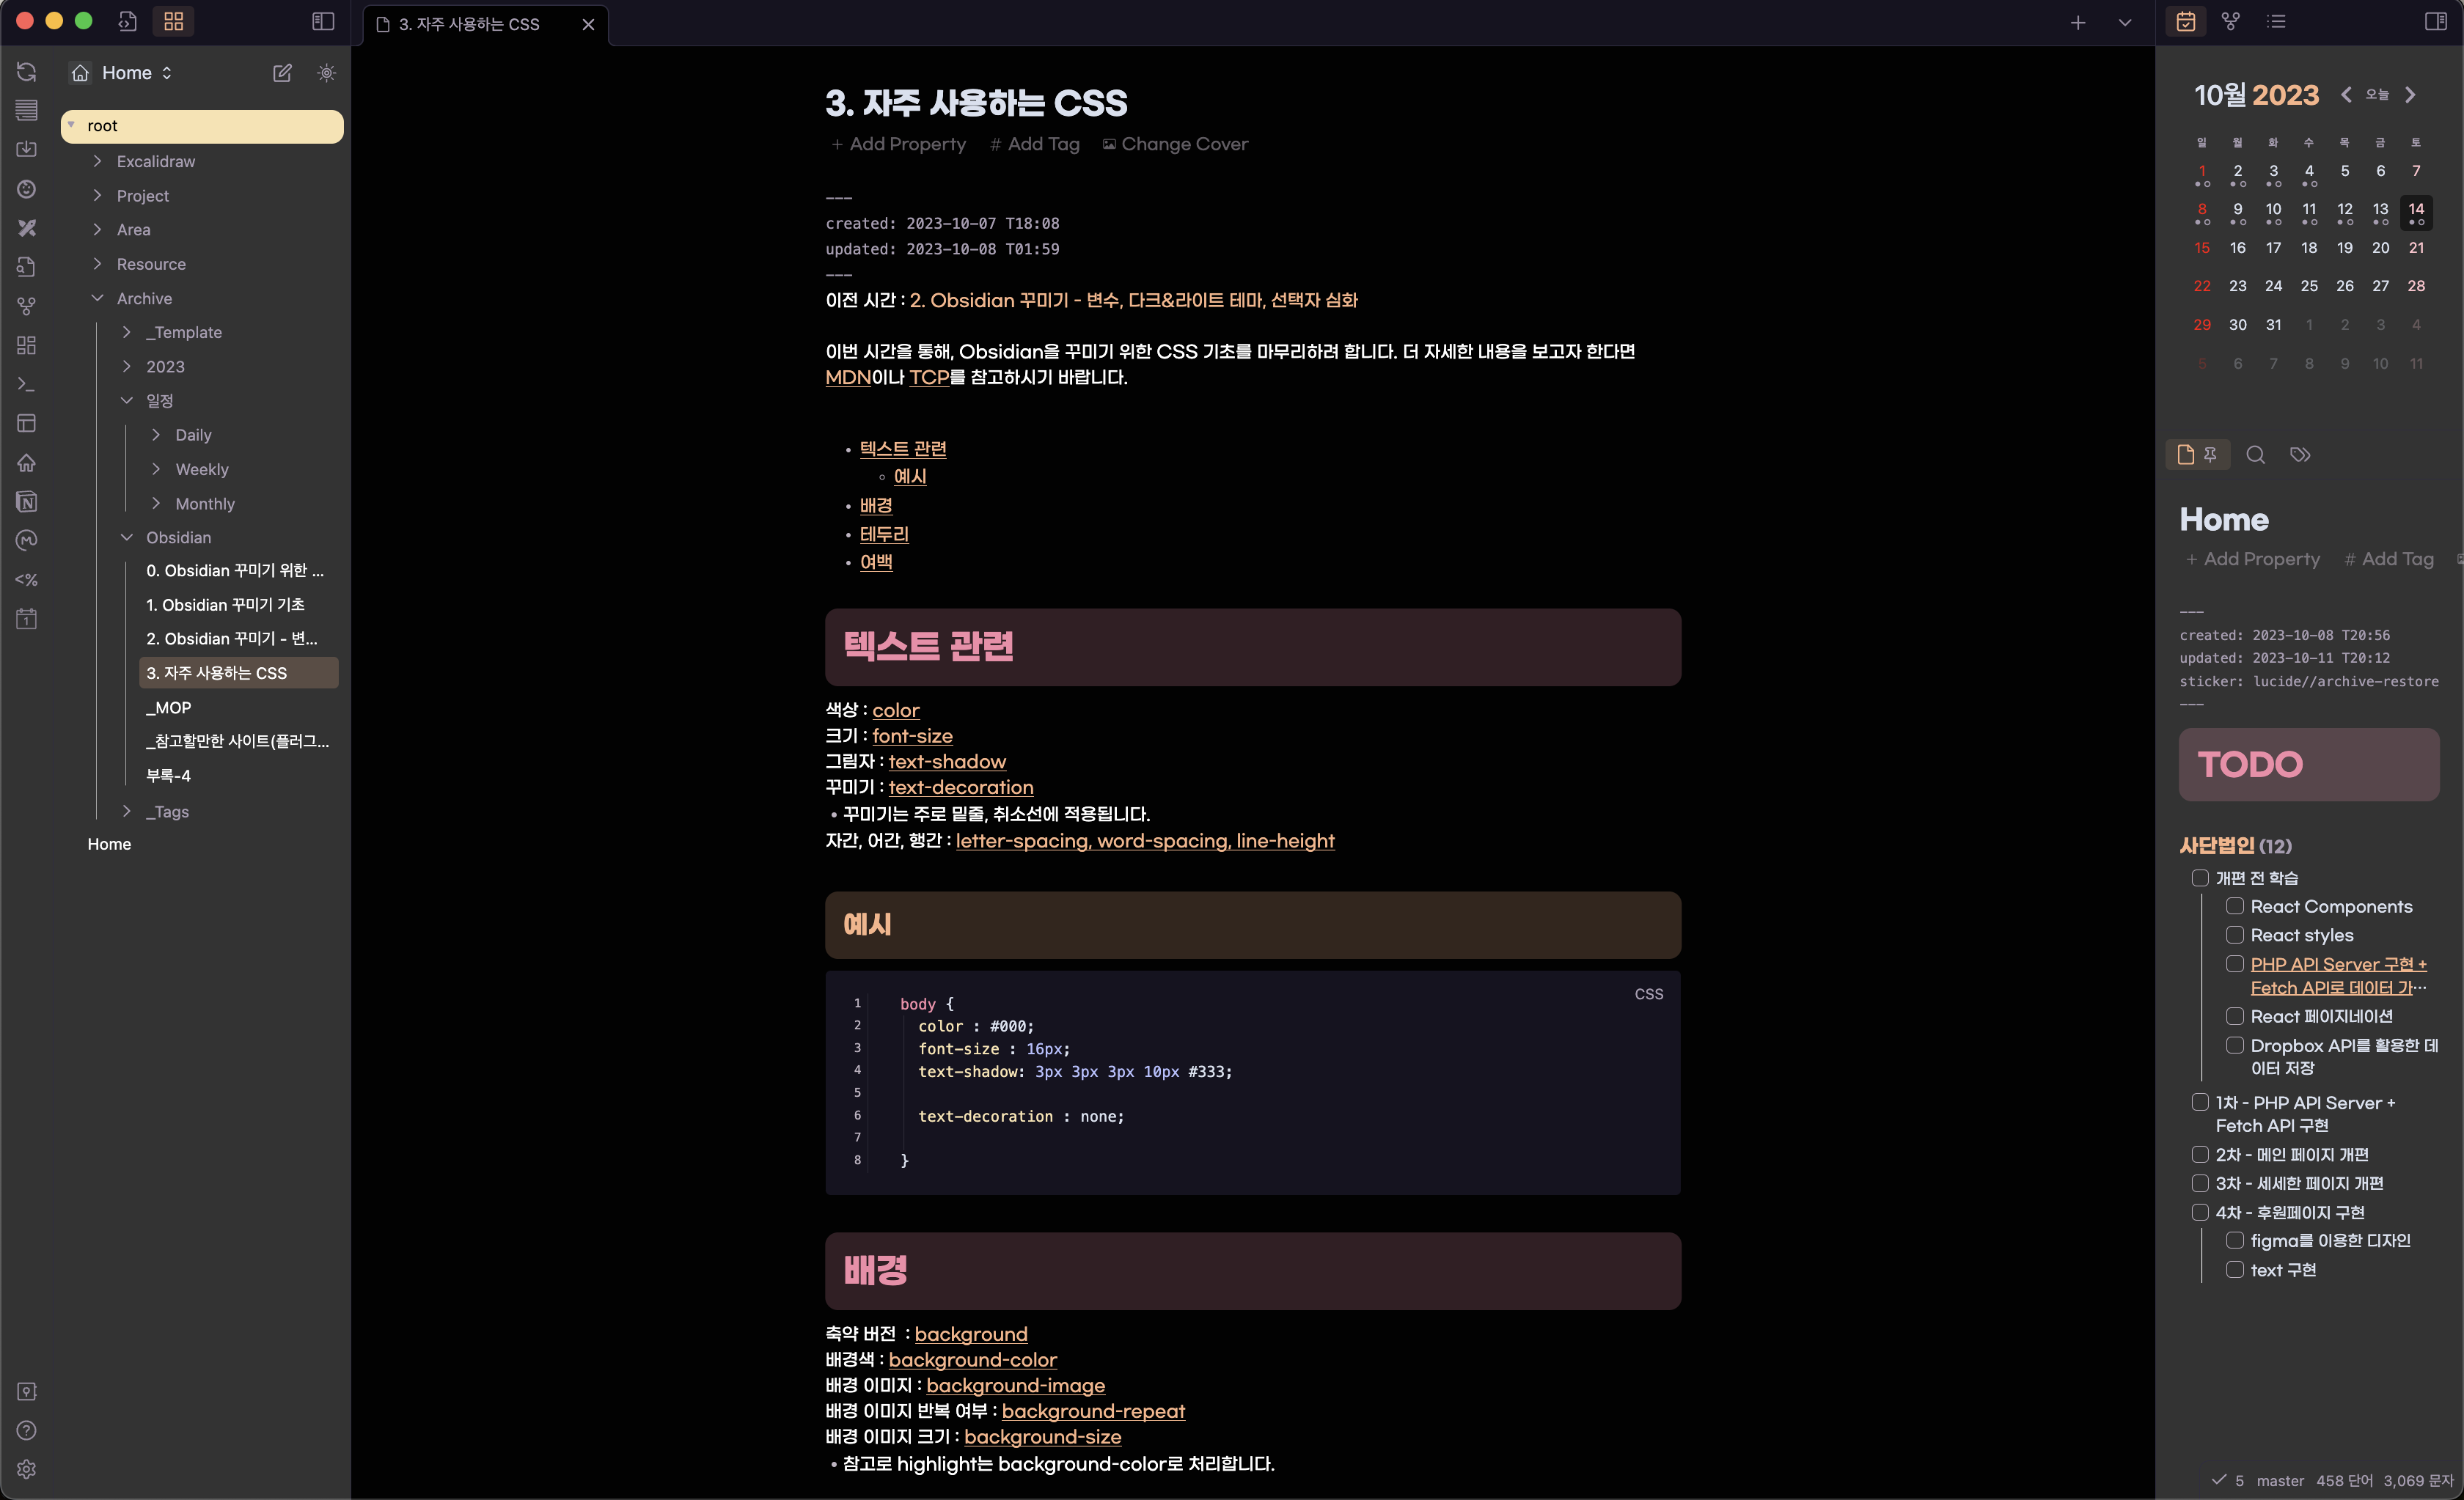 3. 자주 사용하는 CSS
Home
root
Excalidraw
Project
Area
Resource
Archive
_Template
2023
일정
Daily
Weekly
Monthly
Obsidian
0. Obsidian 꾸미기 위한 ...
1. Obsidian 꾸미기 기초
2. Obsidian 꾸미기 - 변...
3. 자주 사용하는 CSS
_MOP
_참고할만한 사이트(플러그...
부록-4
_Tags
Home
<%
1
3. 자주 사용하는 CSS
+ Add Property # Add Tag Change Cover
---
created: 2023-10-07 T18:08
updated: 2023-10-08 T01:59
---
이전 시간 : 2. Obsidian 꾸미기 - 변수, 다크&라이트 테마, 선택자 심화
이번 시간을 통해, Obsidian을 꾸미기 위한 CSS 기초를 마무리하려 합니다. 더 자세한 내용을 보고자 한다면
MDN이나 TCP를 참고하시기 바랍니다.
• 텍스트 관련
◦ 예시
• 배경
• 테두리
• 여백
텍스트 관련
색상 : color
크기 : font-size
그림자 : text-shadow
꾸미기 : text-decoration
• 꾸미기는 주로 밑줄, 취소선에 적용됩니다.
자간, 어간, 행간 : letter-spacing, word-spacing, line-height
예시
CSS
1 body {
2 color : #000;
3 font-size : 16px;
4 text-shadow: 3px 3px 3px 10px #333;
5
6 text-decoration : none;
7
8 }
배경
축약 버전 : background
배경색 : background-color
배경 이미지 : background-image
배경 이미지 반복 여부 : background-repeat
배경 이미지 크기 : background-size
• 참고로 highlight는 background-color로 처리합니다.
10월 2023 오늘
일 월 화 수 목 금 토
1 2 3 4 5 6 7
8 9 10 11 12 13 14
15 16 17 18 19 20 21
22 23 24 25 26 27 28
29 30 31 1 2 3 4
5 6 7 8 9 10 11
Home
+ Add Property # Add Tag
---
created: 2023-10-08 T20:56
updated: 2023-10-11 T20:12
sticker: lucide//archive-restore
---
TODO
사단법인 (12)
개편 전 학습
React Components
React styles
PHP API Server 구현 +
Fetch API로 데이터 가…
React 페이지네이션
Dropbox API를 활용한 데
이터 저장
1차 - PHP API Server +
Fetch API 구현
2차 - 메인 페이지 개편
3차 - 세세한 페이지 개편
4차 - 후원페이지 구현
figma를 이용한 디자인
text 구현
5 master 458 단어 3,069 문자